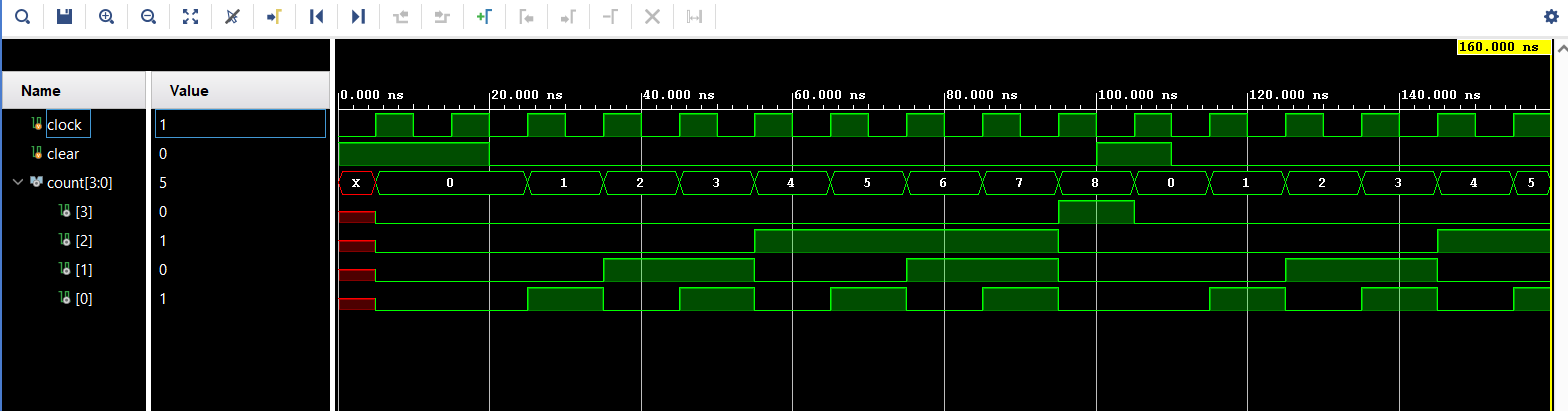 160.000 ns
Name Value
0.000 ns 20.000 ns 40.000 ns 60.000 ns 80.000 ns 100.000 ns 120.000 ns 140.000 ns
clock 1
clear 0
count[3:0] 5 X 0 1 2 3 4 5 6 7 8 0 1 2 3 4 5
[3] 0
[2] 1
[1] 0
[0] 1